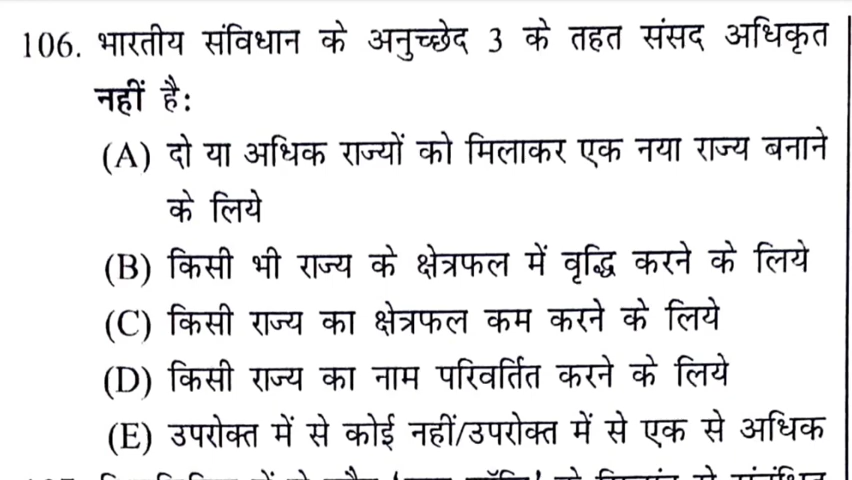 106. भारतीय संविधान के अनुच्छेद 3 के तहत संसद अधिकृत
नहीं है:
(A) दो या अधिक राज्यों को मिलाकर एक नया राज्य बनाने
के लिये
(B) किसी भी राज्य के क्षेत्रफल में वृद्धि करने के लिये
(C) किसी राज्य का क्षेत्रफल कम करने के लिये
(D) किसी राज्य का नाम परिवर्तित करने के लिये
(E) उपरोक्त में से कोई नहीं/उपरोक्त में से एक से अधिक